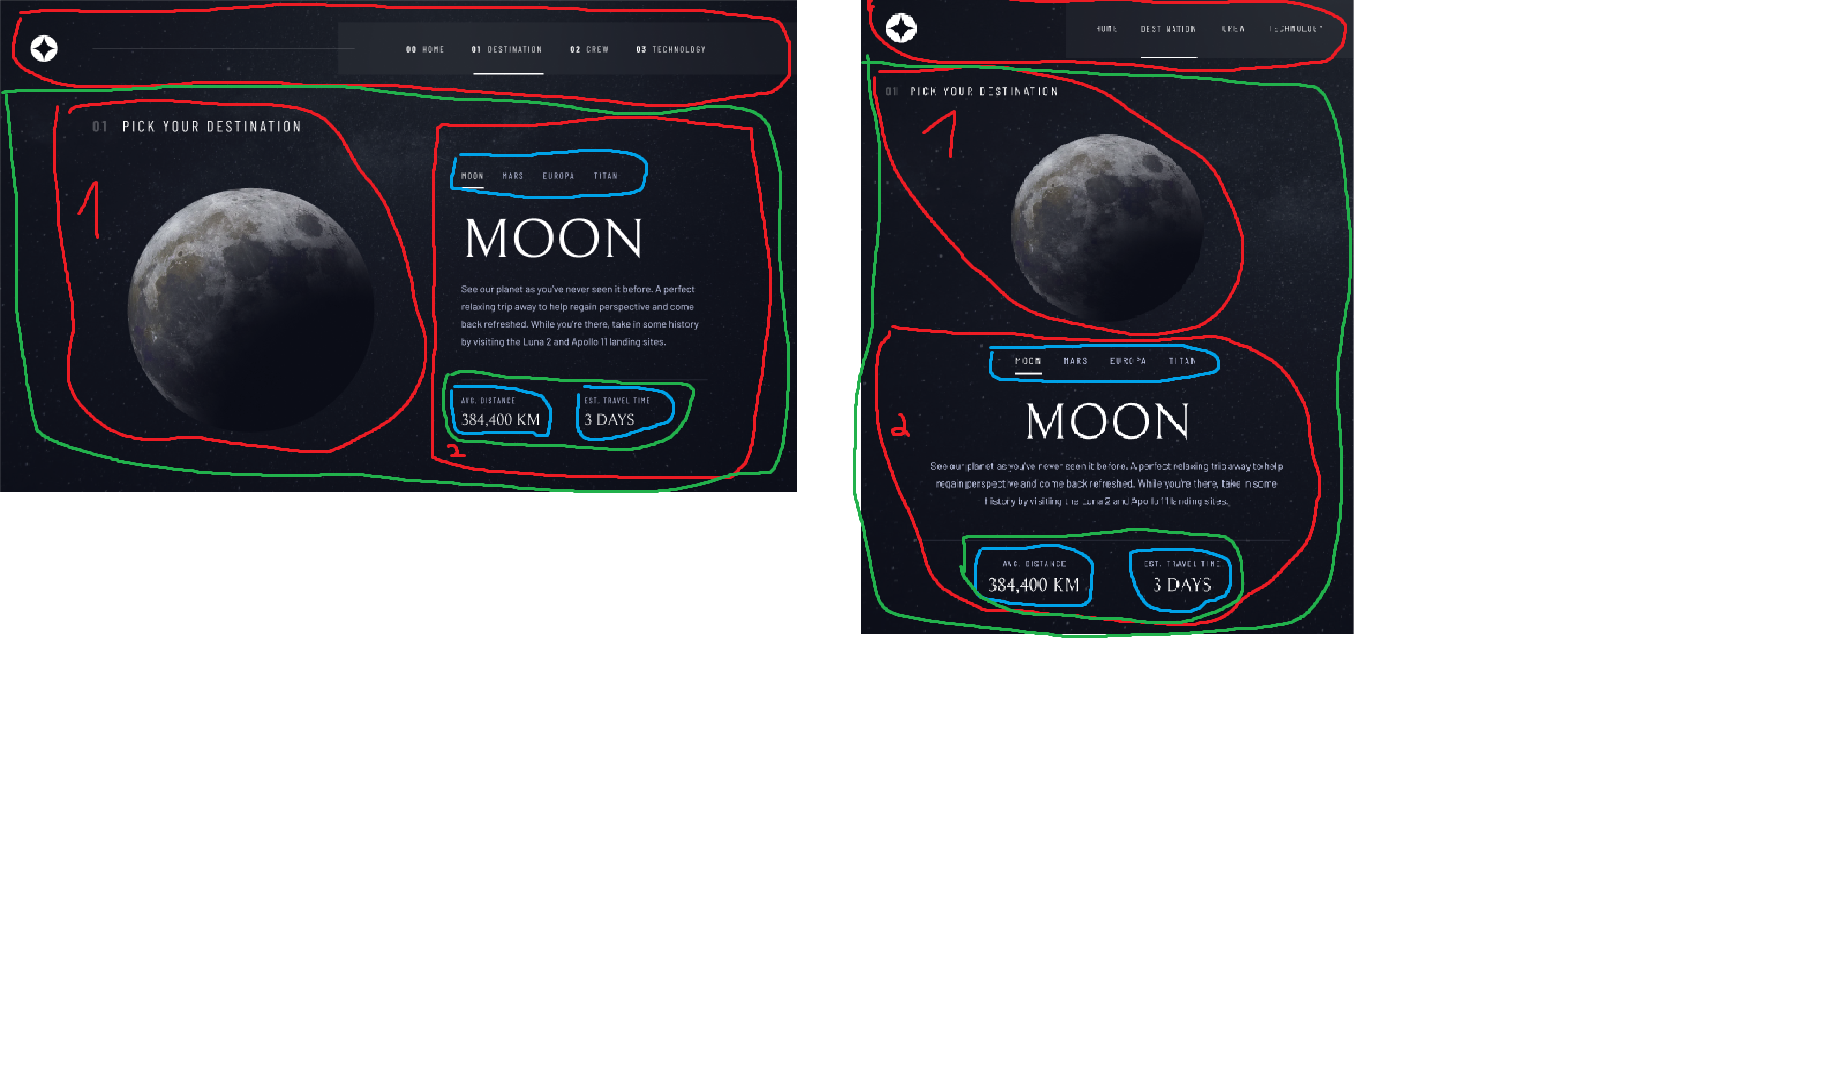 00 HOME 01 DESTINATION 02 CREW 03 TECHNOLOGY
01 PICK YOUR DESTINATION
1
MOON MARS EUROPA TITAN
MOON
See our planet as you've never seen it before. A perfect
relaxing trip away to help regain perspective and come
back refreshed. While you're there, take in some history
by visiting the Luna 2 and Apollo 11 landing sites.
AVG. DISTANCE
384,400 KM
EST. TRAVEL TIME
3 DAYS
2
HOME DESTINATION CREW TECHNOLOGY
01 PICK YOUR DESTINATION
1
MOON MARS EUROPA TITAN
2
MOON
See our planet as you've never seen it before. A perfect relaxing trip away to help
regain perspective and come back refreshed. While you're there, take in some
history by visiting the Luna 2 and Apollo 11 landing sites.
AVG. DISTANCE
384,400 KM
EST. TRAVEL TIME
3 DAYS